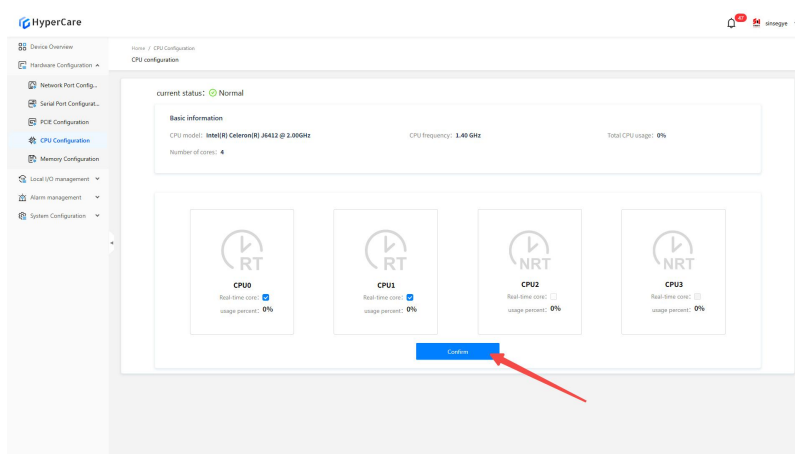 HyperCare
47
sinsegye
Device Overview
Hardware Configuration
Network Port Config...
Serial Port Configurat...
PCIE Configuration
CPU Configuration
Memory Configuration
Local I/O management
Alarm management
System Configuration
Home / CPU Configuration
CPU configuration
current status: Normal
Basic information
CPU model: Intel(R) Celeron(R) J6412 @ 2.00GHz
CPU frequency: 1.40 GHz
Total CPU usage: 0%
Number of cores: 4
RT
CPU0
Real-time core:
usage percent: 0%
RT
CPU1
Real-time core:
usage percent: 0%
NRT
CPU2
Real-time core:
usage percent: 0%
NRT
CPU3
Real-time core:
usage percent: 0%
Confirm